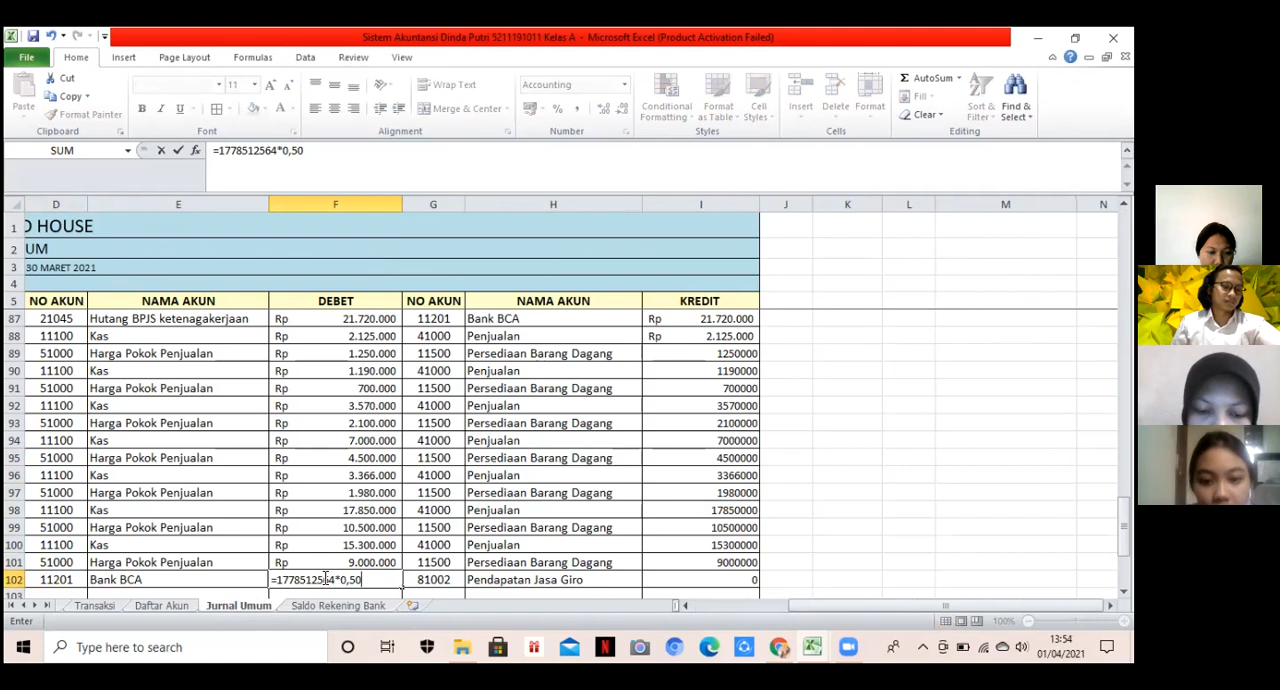 Sistem Akuntansi Dinda Putri 5211191011 Kelas A - Microsoft Excel (Product Activation Failed)
File Home Insert Page Layout Formulas Data Review View
Cut
Copy
Format Painter
Paste
Clipboard
11
Font
Wrap Text
Merge & Center
Alignment
Accounting
Number
Conditional Formatting
Format as Table
Cell Styles
Styles
Insert Delete Format
Cells
AutoSum
Fill
Clear
Sort & Filter
Find & Select
Editing
SUM =1778512564*0,50
D E F G H I J K L M N
1 D HOUSE
2 UM
3 30 MARET 2021
4
5 NO AKUN NAMA AKUN DEBET NO AKUN NAMA AKUN KREDIT
87 21045 Hutang BPJS ketenagakerjaan Rp 21.720.000 11201 Bank BCA Rp 21.720.000
88 11100 Kas Rp 2.125.000 41000 Penjualan Rp 2.125.000
89 51000 Harga Pokok Penjualan Rp 1.250.000 11500 Persediaan Barang Dagang 1250000
90 11100 Kas Rp 1.190.000 41000 Penjualan 1190000
91 51000 Harga Pokok Penjualan Rp 700.000 11500 Persediaan Barang Dagang 700000
92 11100 Kas Rp 3.570.000 41000 Penjualan 3570000
93 51000 Harga Pokok Penjualan Rp 2.100.000 11500 Persediaan Barang Dagang 2100000
94 11100 Kas Rp 7.000.000 41000 Penjualan 7000000
95 51000 Harga Pokok Penjualan Rp 4.500.000 11500 Persediaan Barang Dagang 4500000
96 11100 Kas Rp 3.366.000 41000 Penjualan 3366000
97 51000 Harga Pokok Penjualan Rp 1.980.000 11500 Persediaan Barang Dagang 1980000
98 11100 Kas Rp 17.850.000 41000 Penjualan 17850000
99 51000 Harga Pokok Penjualan Rp 10.500.000 11500 Persediaan Barang Dagang 10500000
100 11100 Kas Rp 15.300.000 41000 Penjualan 15300000
101 51000 Harga Pokok Penjualan Rp 9.000.000 11500 Persediaan Barang Dagang 9000000
102 11201 Bank BCA =1778512564*0,50 81002 Pendapatan Jasa Giro 0
103
Transaksi Daftar Akun Jurnal Umum Saldo Rekening Bank
Enter 100%
Type here to search
13:54
01/04/2021